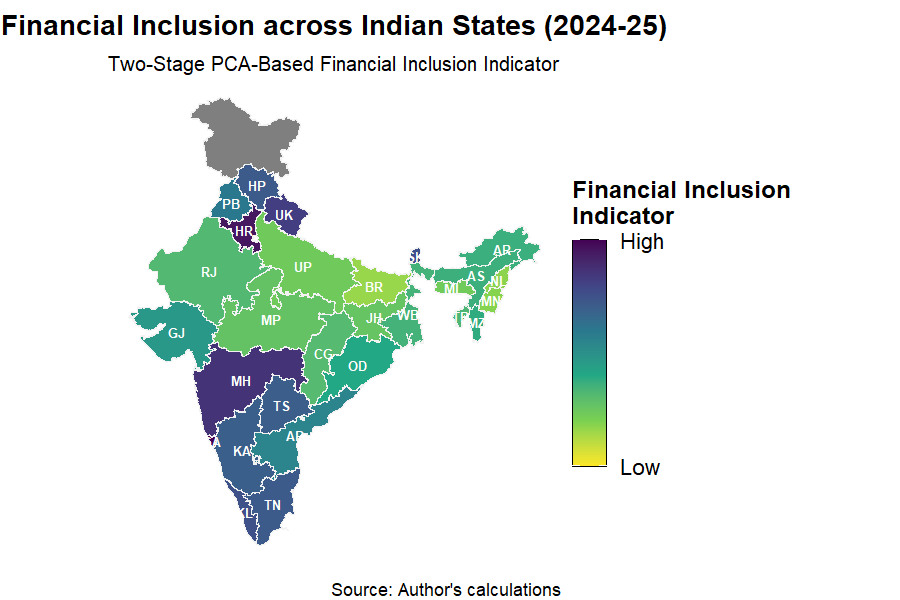 Financial Inclusion across Indian States (2024-25)
Two-Stage PCA-Based Financial Inclusion Indicator
HP
PB
UK
HR
Financial Inclusion
Indicator
High
Low
RJ
UP
BR
AR
AS
NL
MN
MZ
MP
JH
WB
GJ
CG
OD
MH
TS
AP
KA
TN
KL
Source: Author's calculations